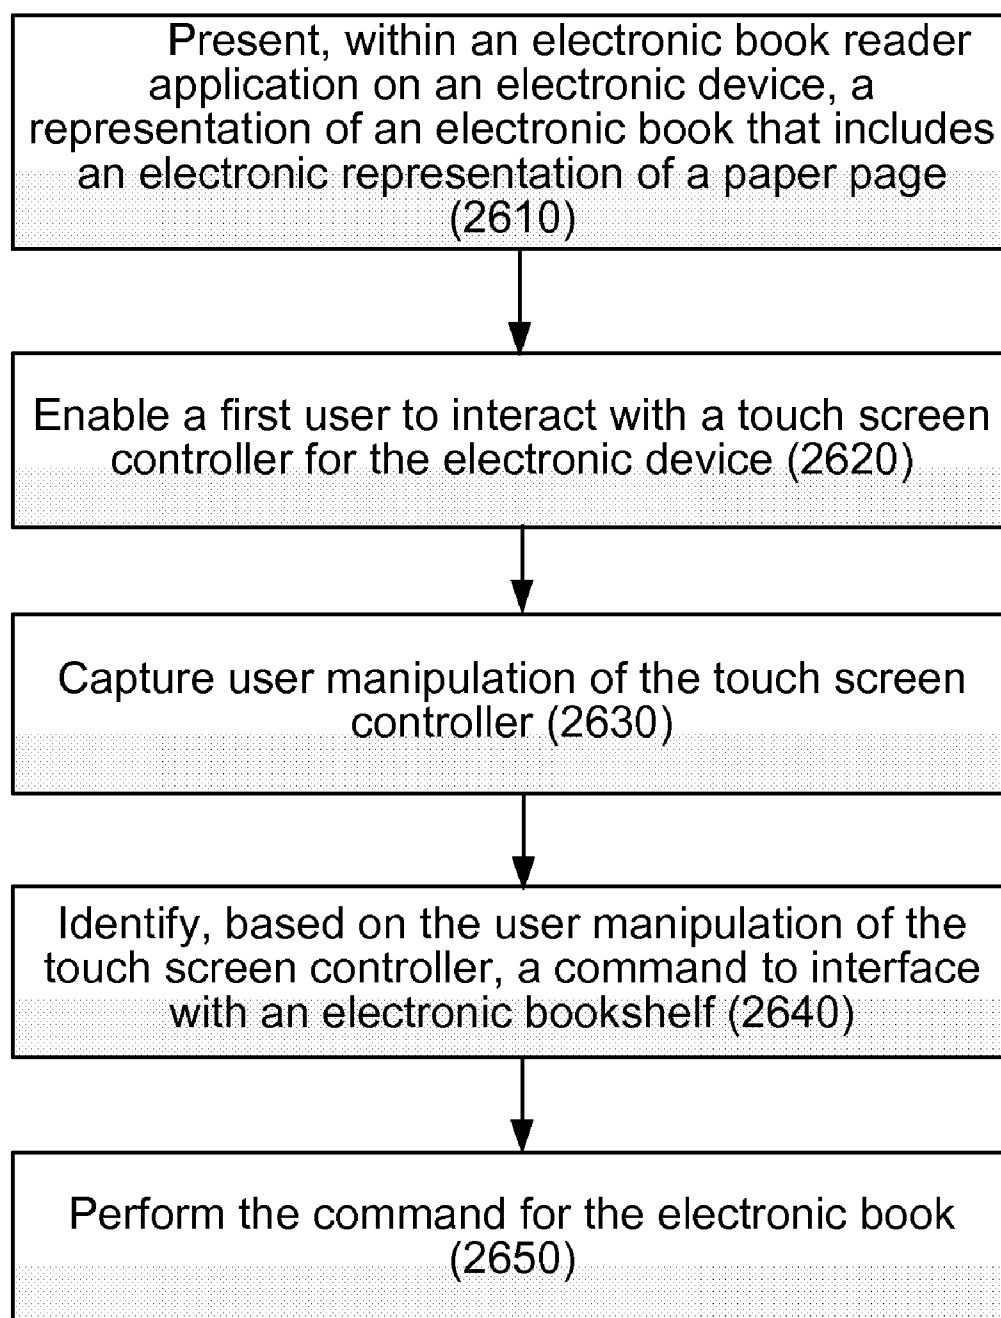 Present, within an electronic book reader
application on an electronic device, a
representation of an electronic book that includes
an electronic representation of a paper page
(2610)
Enable a first user to interact with a touch screen
controller for the electronic device (2620)
Capture user manipulation of the touch screen
controller (2630)
Identify, based on the user manipulation of the
touch screen controller, a command to interface
with an electronic bookshelf (2640)
Perform the command for the electronic book
(2650)